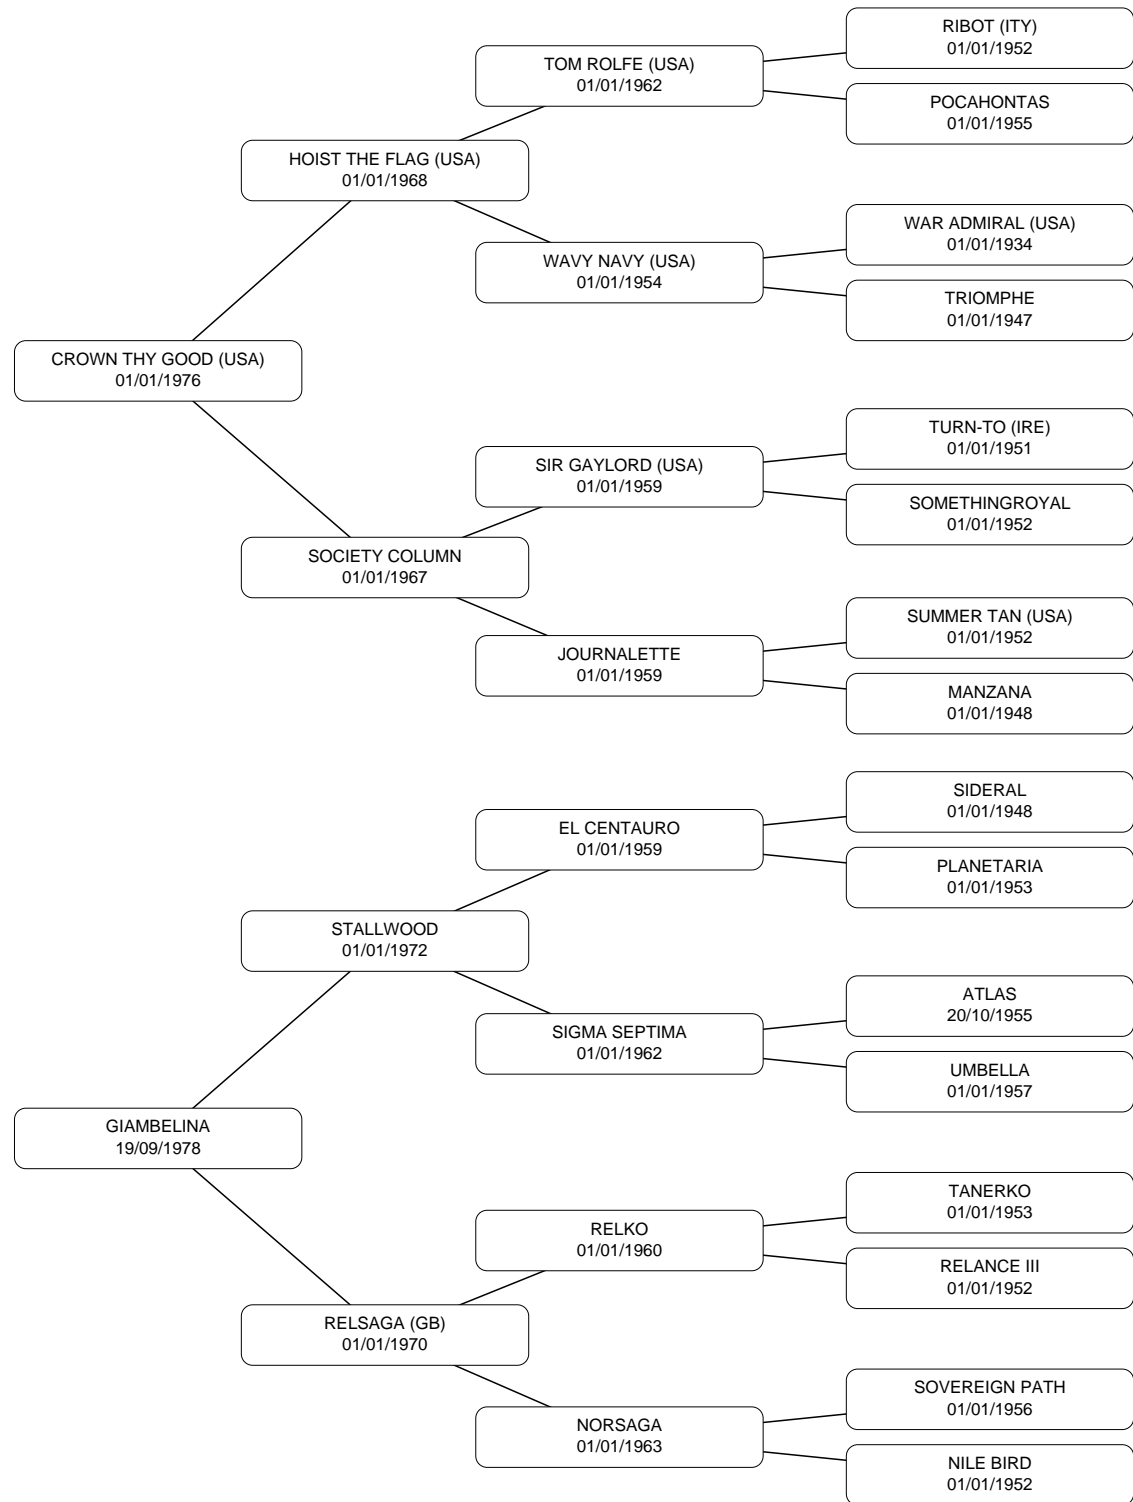 RIBOT (ITY)
01/01/1952
TOM ROLFE (USA)
01/01/1962
POCAHONTAS
01/01/1955
HOIST THE FLAG (USA)
01/01/1968
WAR ADMIRAL (USA)
01/01/1934
WAVY NAVY (USA)
01/01/1954
TRIOMPHE
01/01/1947
CROWN THY GOOD (USA)
01/01/1976
TURN-TO (IRE)
01/01/1951
SIR GAYLORD (USA)
01/01/1959
SOMETHINGROYAL
01/01/1952
SOCIETY COLUMN
01/01/1967
SUMMER TAN (USA)
01/01/1952
JOURNALETTE
01/01/1959
MANZANA
01/01/1948
SIDERAL
01/01/1948
EL CENTAURO
01/01/1959
PLANETARIA
01/01/1953
STALLWOOD
01/01/1972
ATLAS
20/10/1955
SIGMA SEPTIMA
01/01/1962
UMBELLA
01/01/1957
GIAMBELINA
19/09/1978
TANERKO
01/01/1953
RELKO
01/01/1960
RELANCE III
01/01/1952
RELSAGA (GB)
01/01/1970
SOVEREIGN PATH
01/01/1956
NORSAGA
01/01/1963
NILE BIRD
01/01/1952